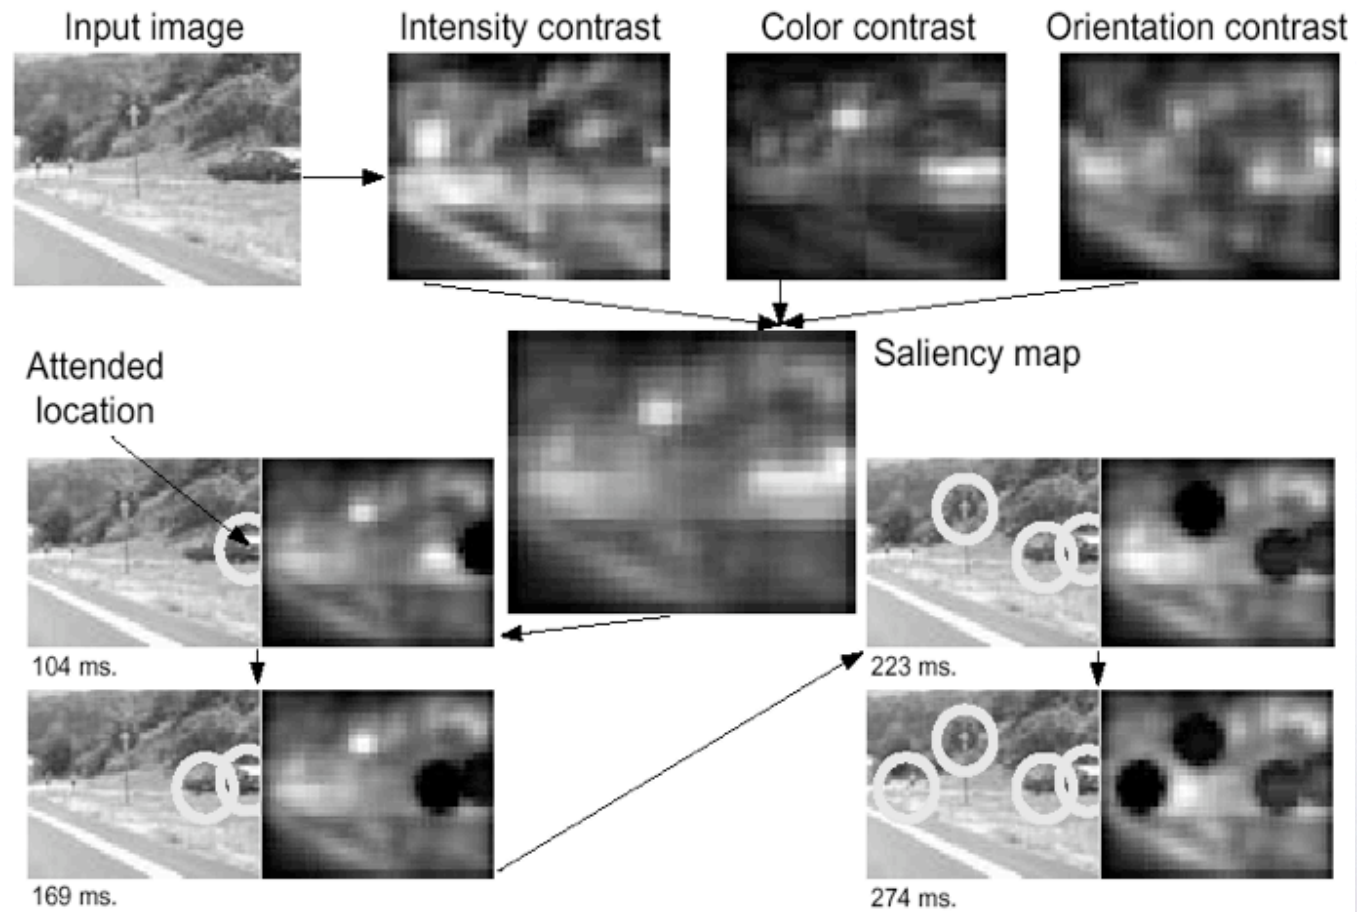 Input image
Intensity contrast
Color contrast
Orientation contrast
Saliency map
Attended
location
104 ms.
223 ms.
169 ms.
274 ms.